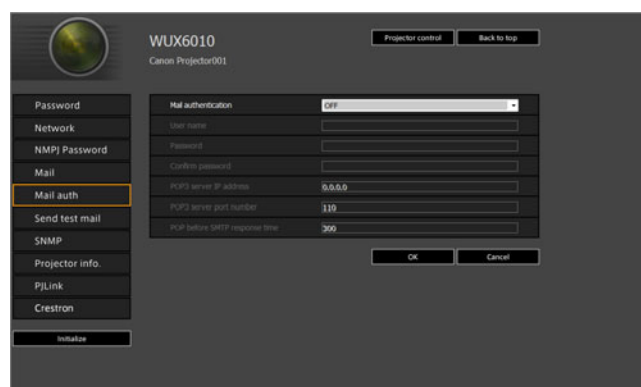 WUX6010
Canon Projector001
Projector control
Back to top
Password
Network
NMPJ Password
Mail
Mail auth
Send test mail
SNMP
Projector info.
PJLink
Crestron
Initialize
Mail authentication OFF
User name
Password
Confirm password
POP3 server IP address 0.0.0.0
POP3 server port number 110
POP before SMTP response time 300
OK
Cancel